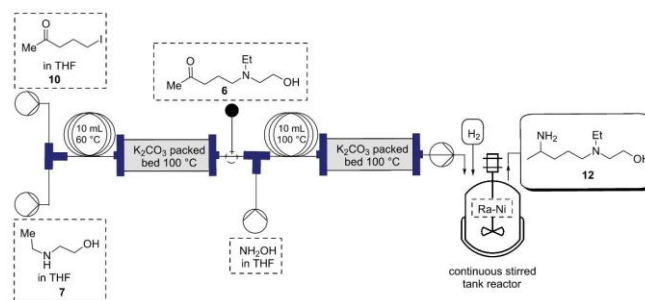 O
Me
I
in THF
10
10 mL
60 °C
K₂CO₃ packed
bed 100 °C
Me
N
H
OH
in THF
7
O
Me
Et
N
OH
6
10 mL
100 °C
NH₂OH
in THF
K₂CO₃ packed
bed 100 °C
H₂
Ra-Ni
continuous stirred
tank reactor
NH₂
Et
N
OH
12